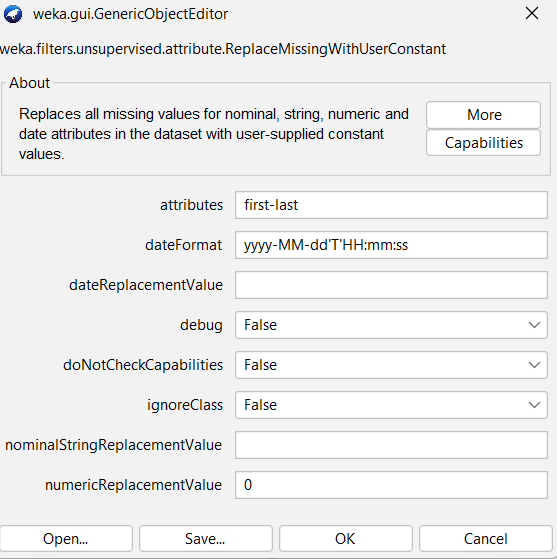 weka.gui.GenericObjectEditor
weka.filters.unsupervised.attribute.ReplaceMissingWithUserConstant
About
Replaces all missing values for nominal, string, numeric and
date attributes in the dataset with user-supplied constant
values.
More
Capabilities
attributes first-last
dateFormat yyyy-MM-dd'T'HH:mm:ss
dateReplacementValue
debug False
doNotCheckCapabilities False
ignoreClass False
nominalStringReplacementValue
numericReplacementValue 0
Open... Save... OK Cancel